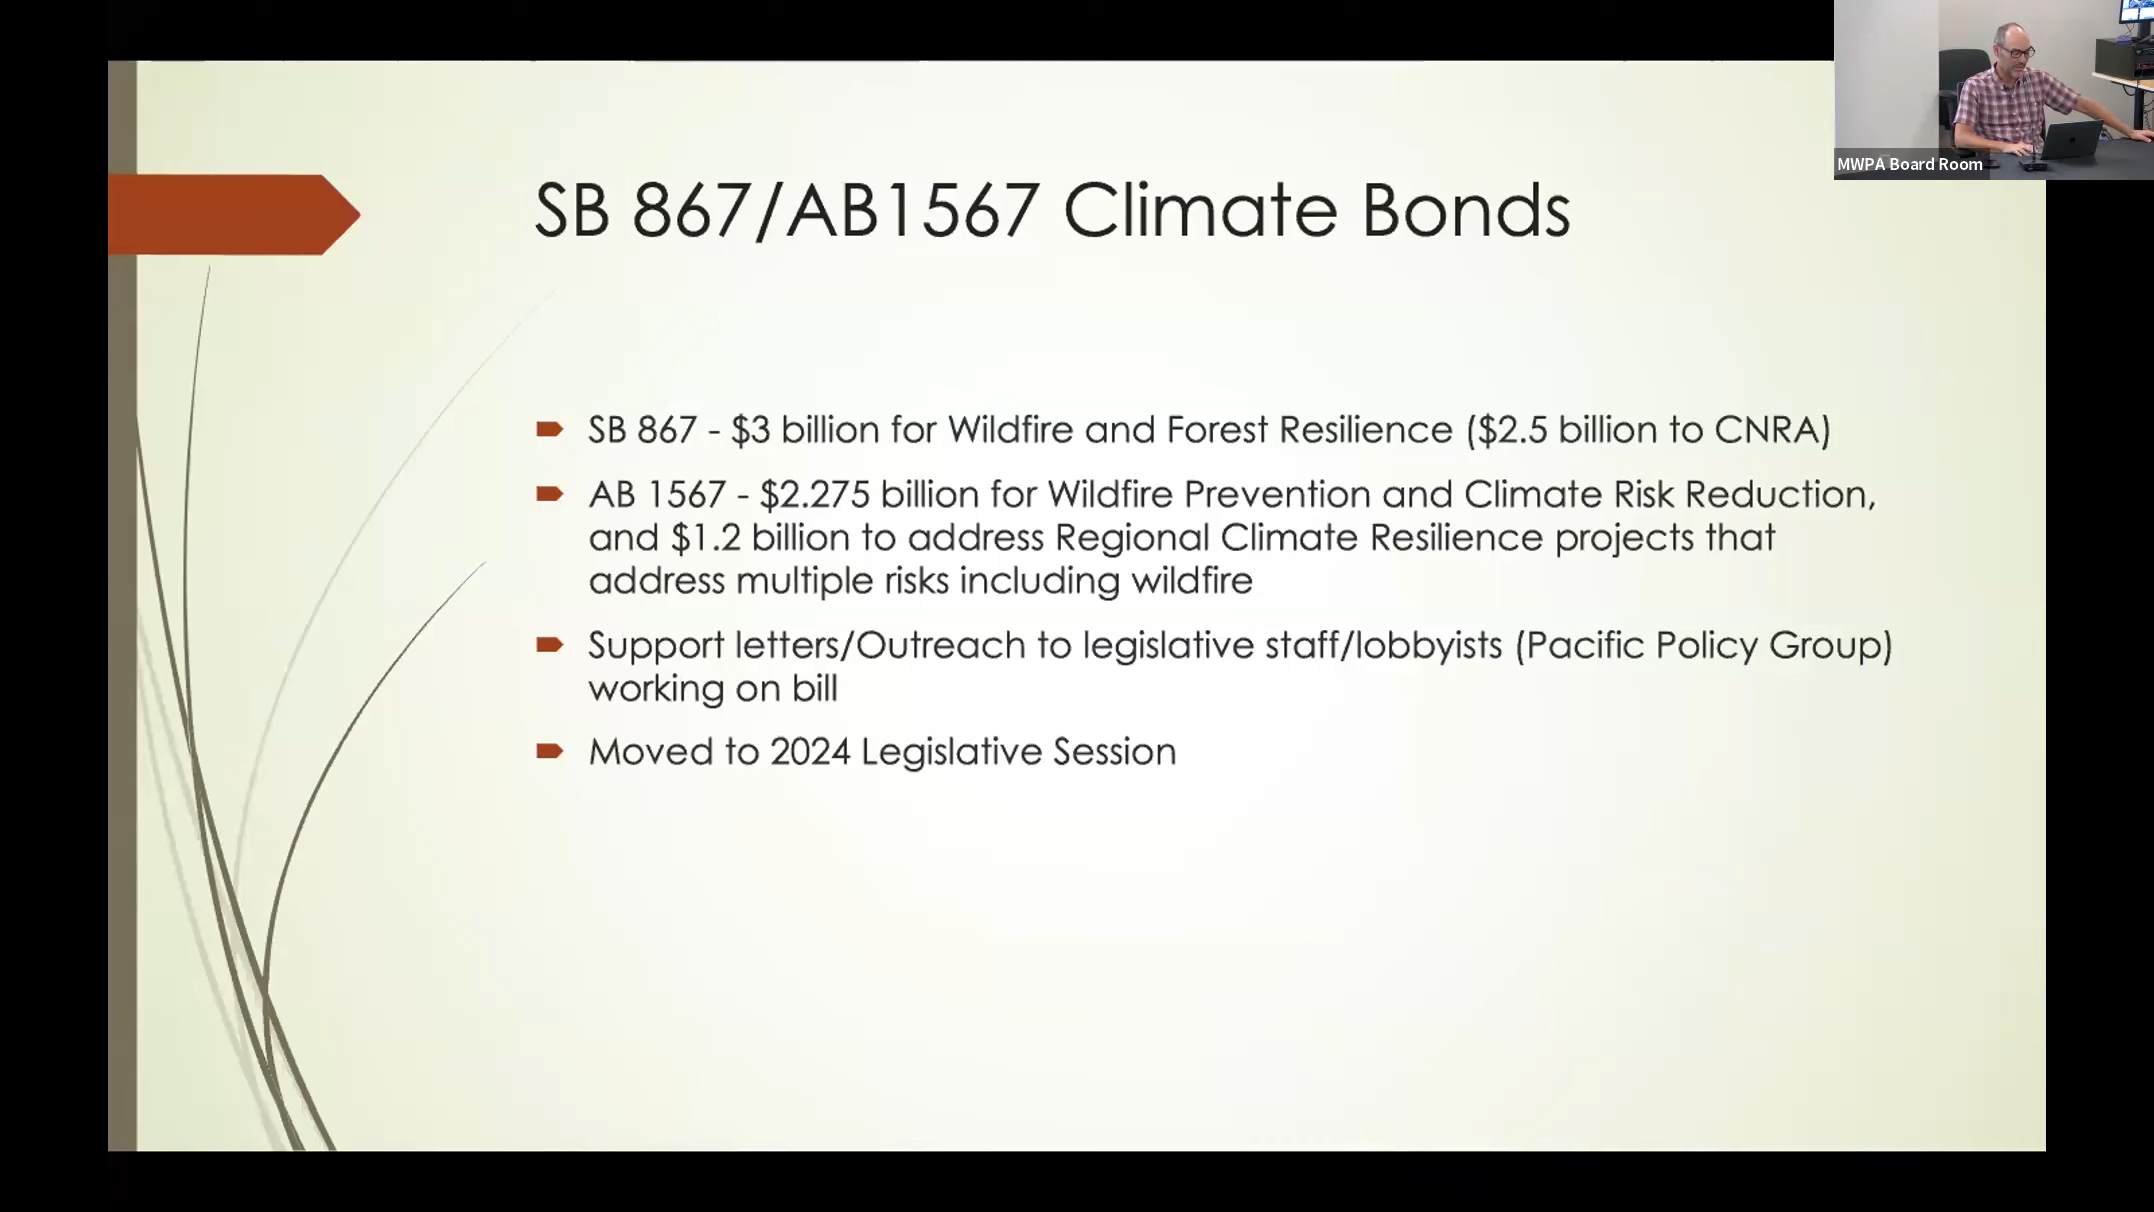 MWPA Board Room
SB 867/AB1567 Climate Bonds
SB 867 - $3 billion for Wildfire and Forest Resilience ($2.5 billion to CNRA)
AB 1567 - $2.275 billion for Wildfire Prevention and Climate Risk Reduction,
and $1.2 billion to address Regional Climate Resilience projects that
address multiple risks including wildfire
Support letters/Outreach to legislative staff/lobbyists (Pacific Policy Group)
working on bill
Moved to 2024 Legislative Session